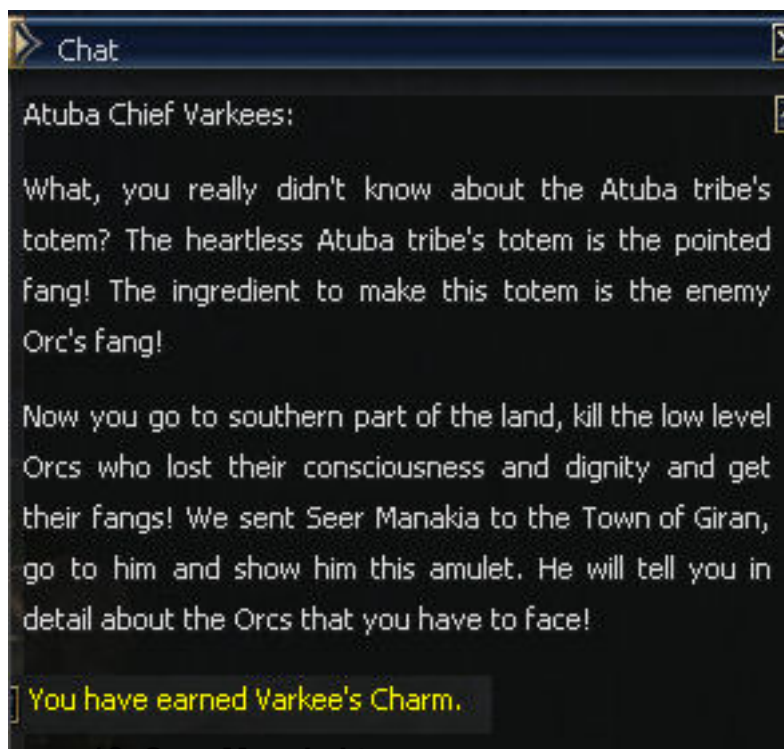 Chat
Atuba Chief Varkees:
What, you really didn't know about the Atuba tribe's
totem? The heartless Atuba tribe's totem is the pointed
fang! The ingredient to make this totem is the enemy
Orc's fang!
Now you go to southern part of the land, kill the low level
Orcs who lost their consciousness and dignity and get
their fangs! We sent Seer Manakia to the Town of Giran,
go to him and show him this amulet. He will tell you in
detail about the Orcs that you have to face!
You have earned Varkee's Charm.